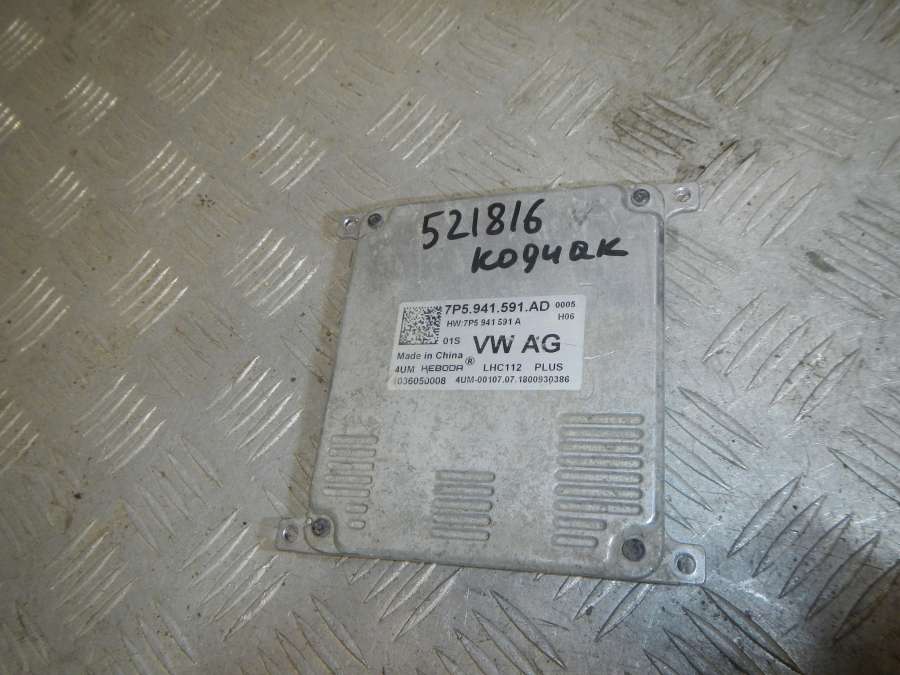 521816
кодиак
7P5.941.591.AD 0005
HW:7P5 941 591 A H06
01S VW AG
Made in China
4UM KEBODA® LHC112 PLUS
1036050008 4UM-00107.07.1800930386